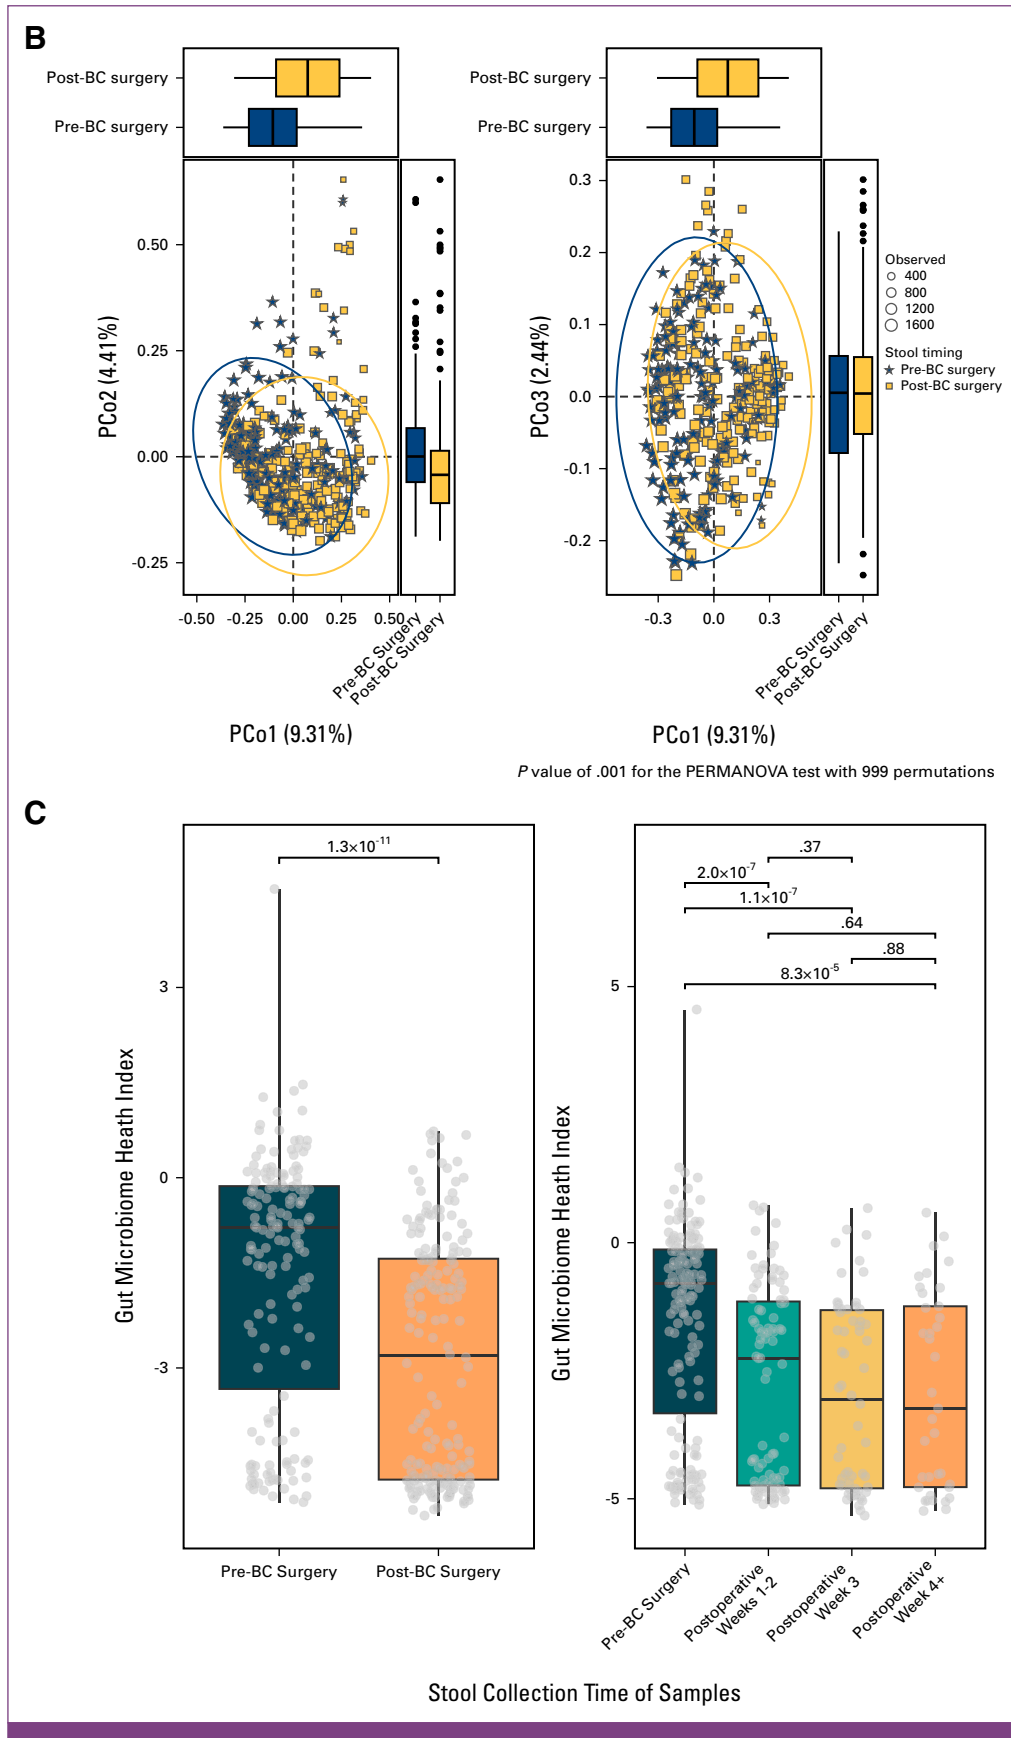 B
Post-BC surgery
Pre-BC surgery
PCo2 (4.41%)
0.50
0.25
0.00
-0.25
-0.50 -0.25 0.00 0.25 0.50
Pre-BC Surgery
Post-BC Surgery
PCo1 (9.31%)
Post-BC surgery
Pre-BC surgery
PCo3 (2.44%)
0.3
0.2
0.1
0.0
-0.1
-0.2
-0.3 0.0 0.3
Pre-BC Surgery
Post-BC Surgery
PCo1 (9.31%)
Observed
400
800
1200
1600
Stool timing
Pre-BC surgery
Post-BC surgery
P value of .001 for the PERMANOVA test with 999 permutations
C
Gut Microbiome Heath Index
3
0
-3
1.3×10⁻¹¹
Pre-BC Surgery Post-BC Surgery
Gut Microbiome Heath Index
5
0
-5
.37
2.0×10⁻⁷
1.1×10⁻⁷
.64
.88
8.3×10⁻⁵
Pre-BC Surgery
Postoperative
Weeks 1-2
Postoperative
Week 3
Postoperative
Week 4+
Stool Collection Time of Samples